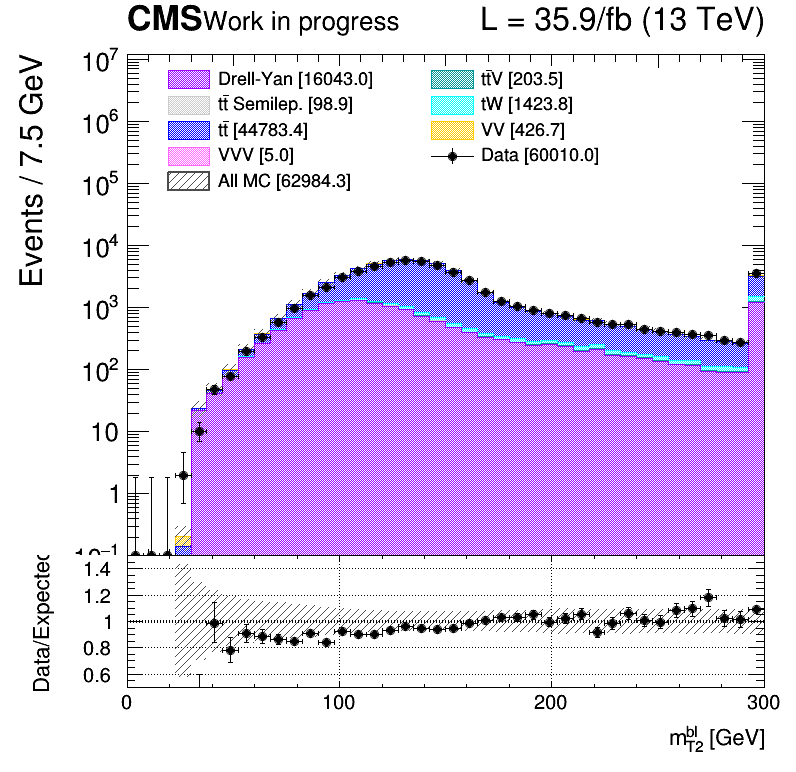 CMS Work in progress L = 35.9/fb (13 TeV)
Events / 7.5 GeV
10⁷
10⁶
10⁵
10⁴
10³
10²
10
1
10⁻¹
Drell-Yan [16043.0]
tt̄ Semilep. [98.9]
tt̄ [44783.4]
VVV [5.0]
All MC [62984.3]
tt̄V [203.5]
tW [1423.8]
VV [426.7]
Data [60010.0]
Data/Expected
1.4
1.2
1
0.8
0.6
0 100 200 300
m_T2^bl [GeV]